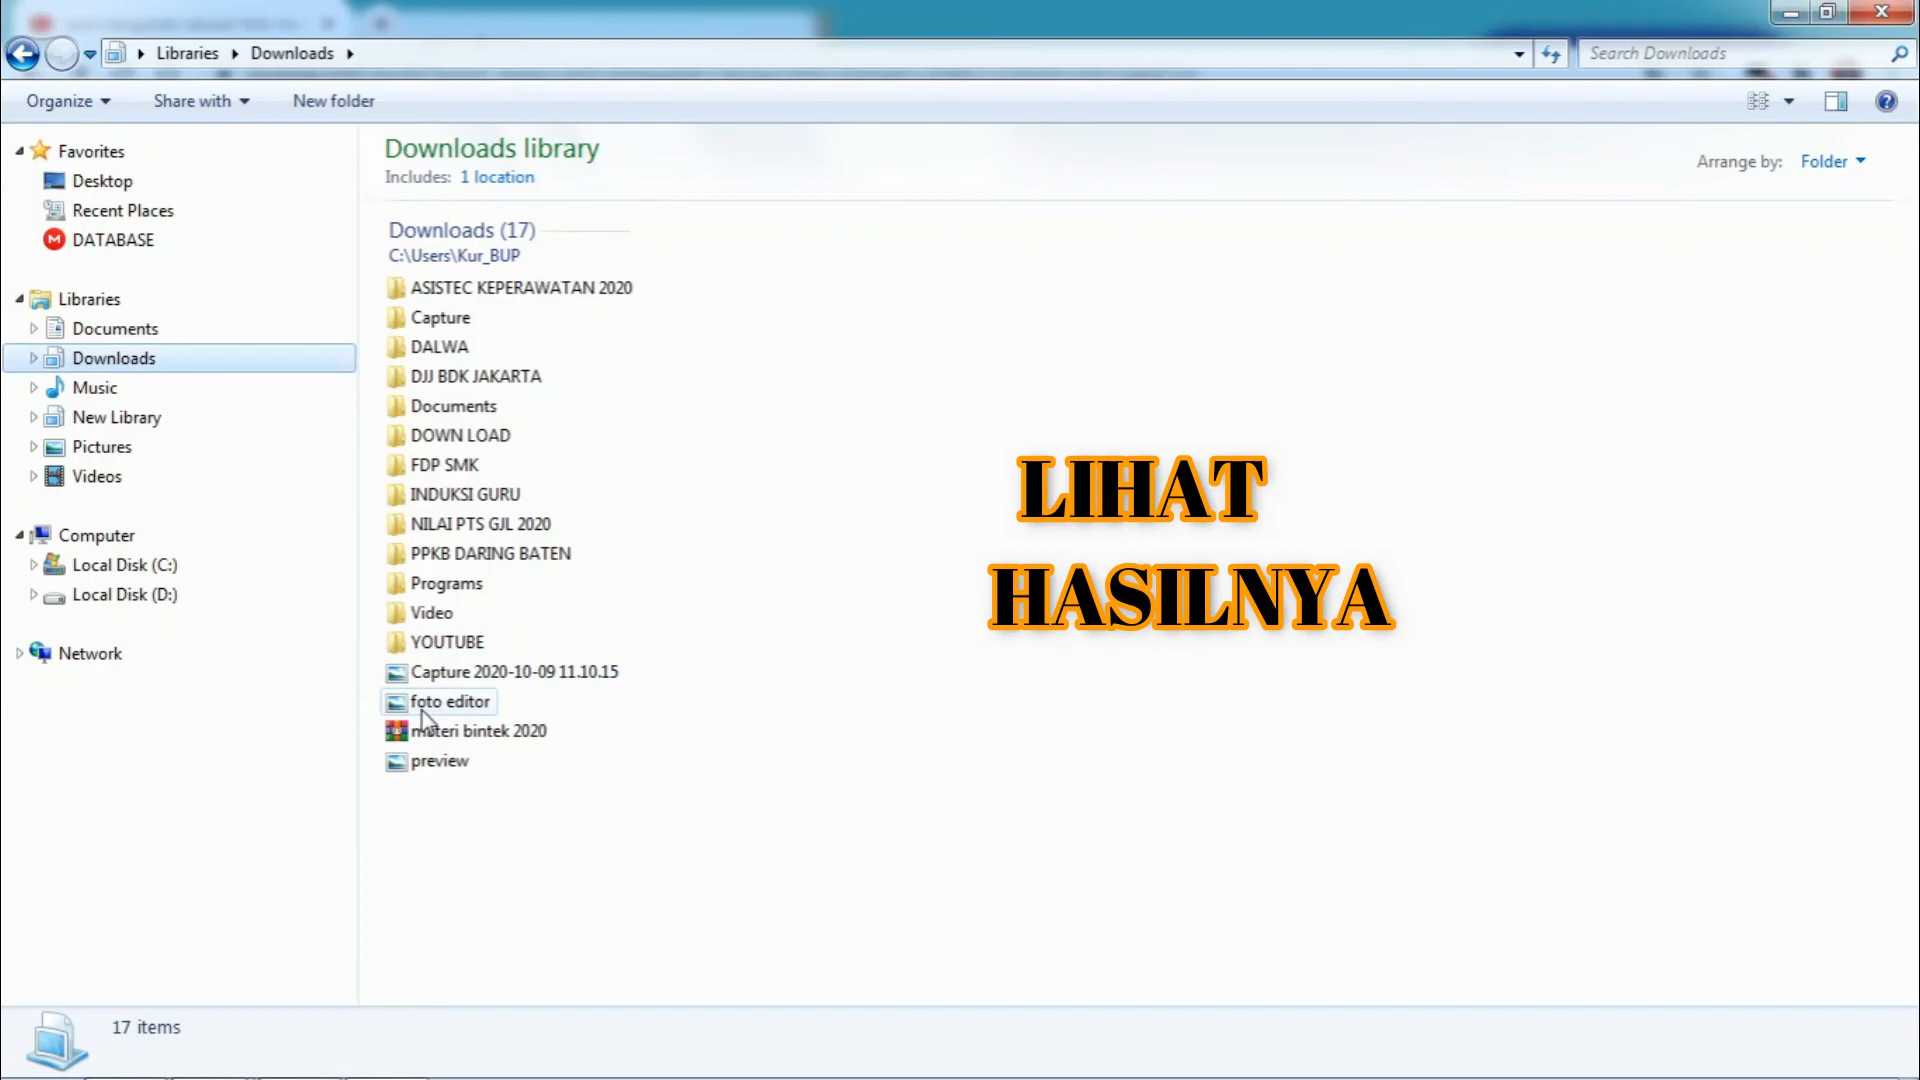 Libraries Downloads
Search Downloads
Organize Share with New folder
Favorites
Desktop
Recent Places
DATABASE
Libraries
Documents
Downloads
Music
New Library
Pictures
Videos
Computer
Local Disk (C:)
Local Disk (D:)
Network
Downloads library
Includes: 1 location
Arrange by: Folder
Downloads (17)
C:\Users\Kur_BUP
ASISTEC KEPERAWATAN 2020
Capture
DALWA
DJJ BDK JAKARTA
Documents
DOWN LOAD
FDP SMK
INDUKSI GURU
NILAI PTS GJL 2020
PPKB DARING BATEN
Programs
Video
YOUTUBE
Capture 2020-10-09 11.10.15
foto editor
materi bintek 2020
preview
LIHAT
HASILNYA
17 items